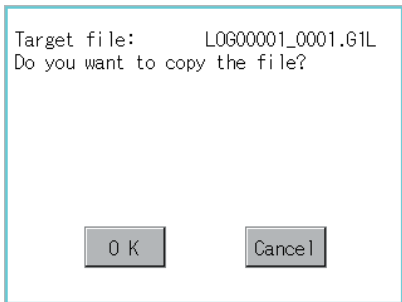 Target file: LOG00001_0001.G1L
Do you want to copy the file?
OK Cancel